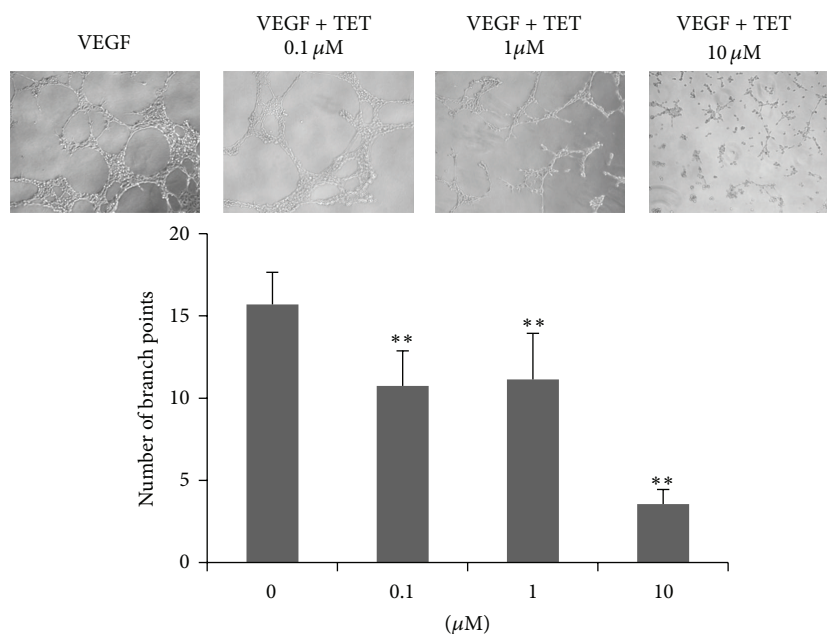 VEGF
VEGF + TET
0.1 μM
VEGF + TET
1μM
VEGF + TET
10 μM
20
15
10
5
0
Number of branch points
**
**
**
0
0.1
1
10
(μM)